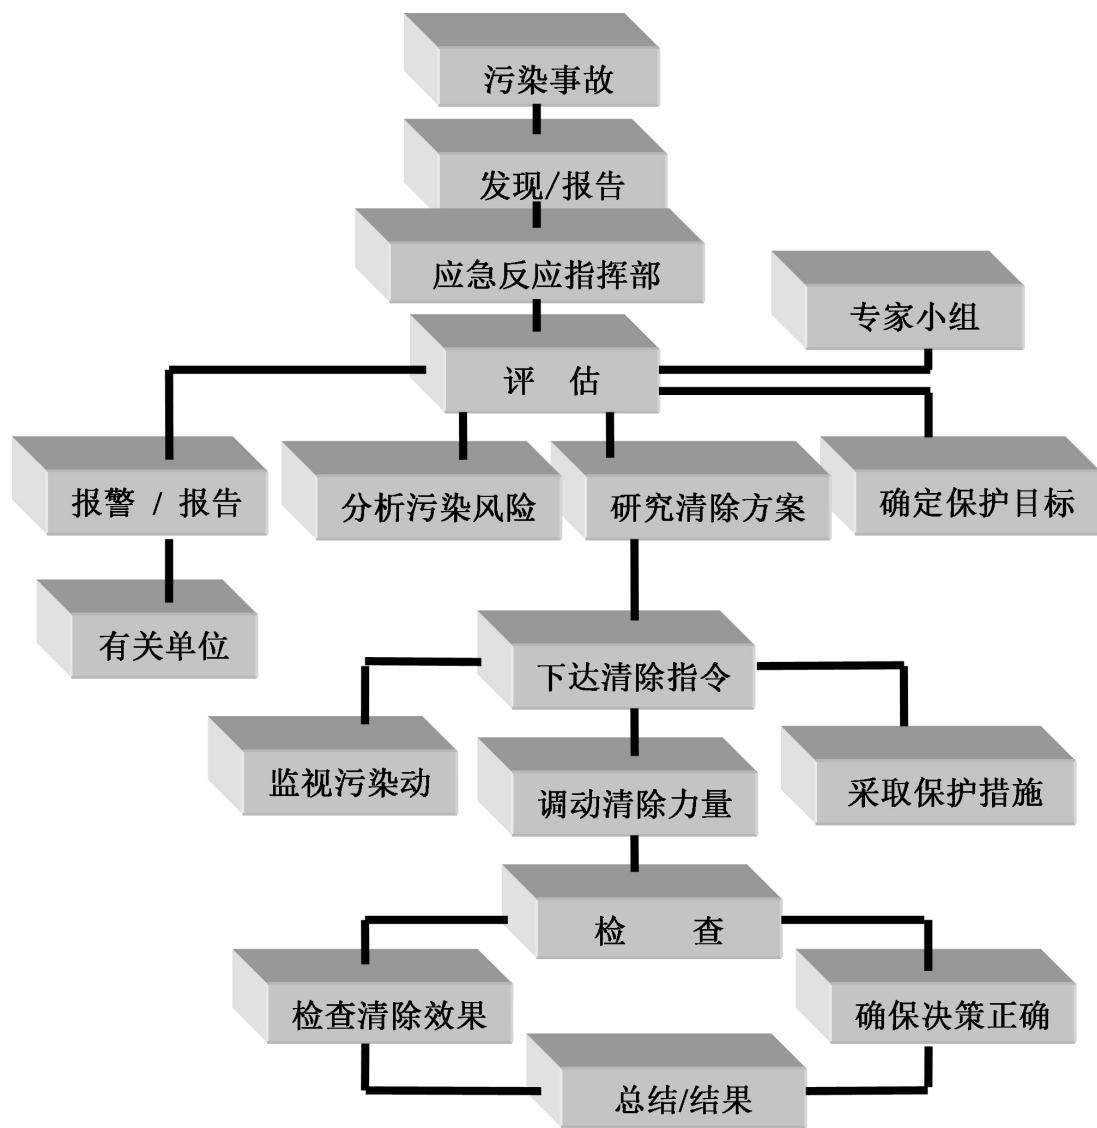 污染事故
发现/报告
应急反应指挥部
专家小组
评 估
报警 / 报告
分析污染风险
研究清除方案
确定保护目标
有关单位
下达清除指令
监视污染动
调动清除力量
采取保护措施
检 查
检查清除效果
确保决策正确
总结/结果